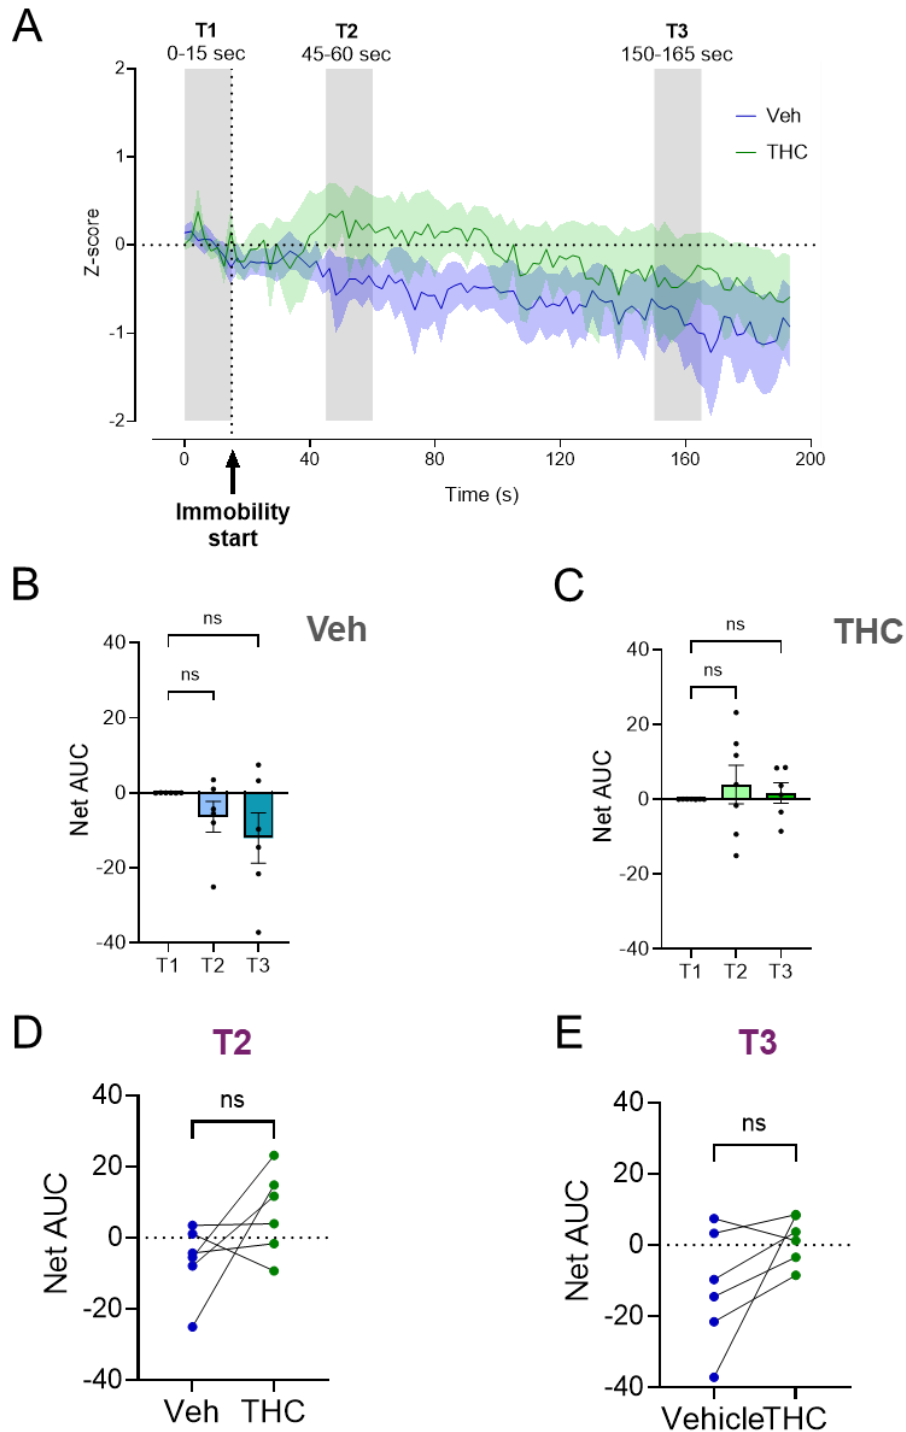 A
T1 T2 T3
0-15 sec 45-60 sec 150-165 sec
2
1
0
-1
-2
Z-score
Veh
THC
0 40 80 120 160 200
Time (s)
Immobility
start
B
Veh
ns
ns
40
20
0
-20
-40
Net AUC
T1 T2 T3
C
THC
ns
ns
40
20
0
-20
-40
Net AUC
T1 T2 T3
D
T2
ns
40
20
0
-20
-40
Net AUC
Veh THC
E
T3
ns
40
20
0
-20
-40
Net AUC
VehicleTHC